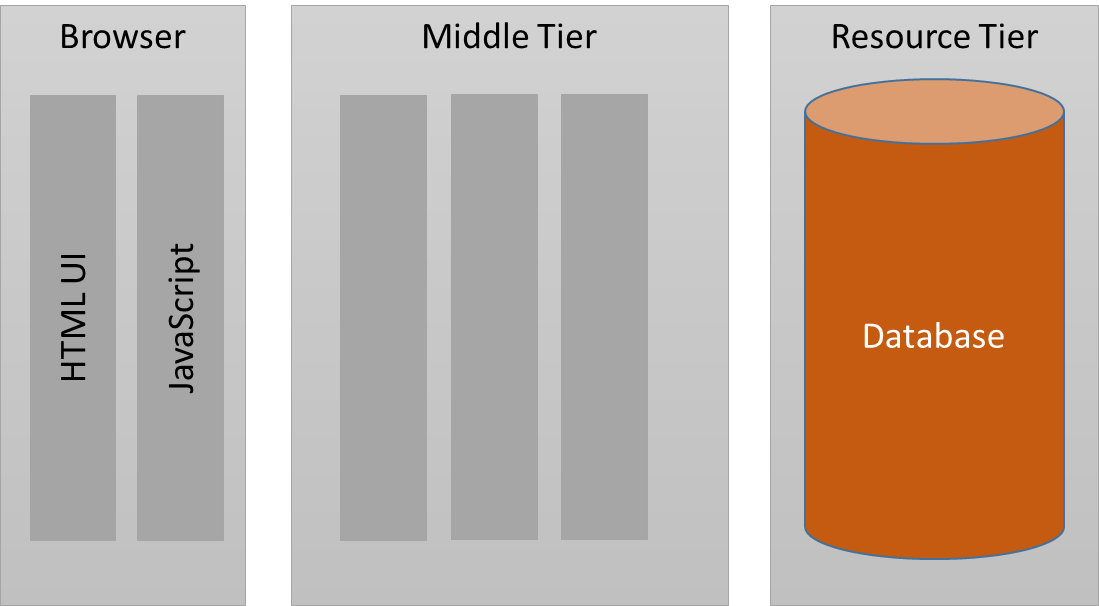 Browser
Middle Tier
Resource Tier
HTML UI
JavaScript
Database